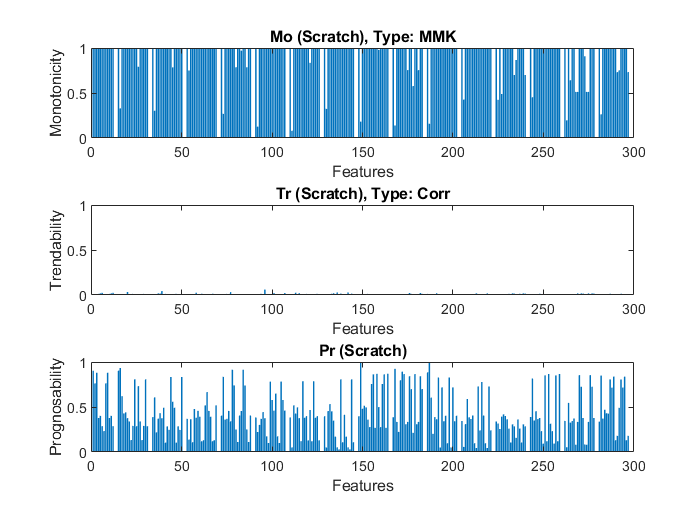 Mo (Scratch), Type: MMK
Monotonicity
1
0.5
0
0 50 100 150 200 250 300
Features
Tr (Scratch), Type: Corr
Trendability
1
0.5
0
0 50 100 150 200 250 300
Features
Pr (Scratch)
Prognosability
1
0.5
0
0 50 100 150 200 250 300
Features